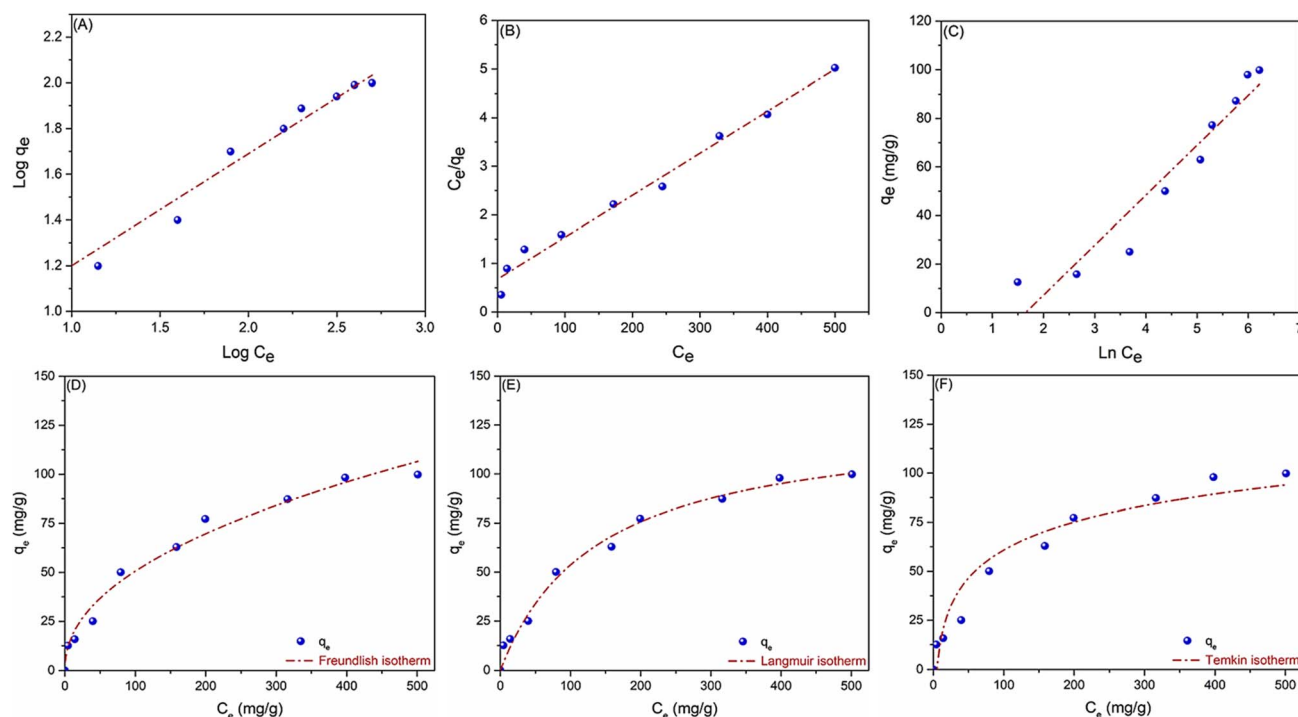 (A)
2.2
2.0
1.8
1.6
1.4
1.2
1.0
Log qe
1.0 1.5 2.0 2.5 3.0
Log Ce
(B)
6
5
4
3
2
1
0
Ce/qe
0 100 200 300 400 500
Ce
(C)
120
100
80
60
40
20
0
qe (mg/g)
0 1 2 3 4 5 6 7
Ln Ce
(D)
150
125
100
75
50
25
0
qe (mg/g)
qe
Freundlish isotherm
0 100 200 300 400 500
Ce (mg/g)
(E)
150
125
100
75
50
25
0
qe (mg/g)
qe
Langmuir isotherm
0 100 200 300 400 500
Ce (mg/g)
(F)
150
125
100
75
50
25
0
qe (mg/g)
qe
Temkin isotherm
0 100 200 300 400 500
Ce (mg/g)